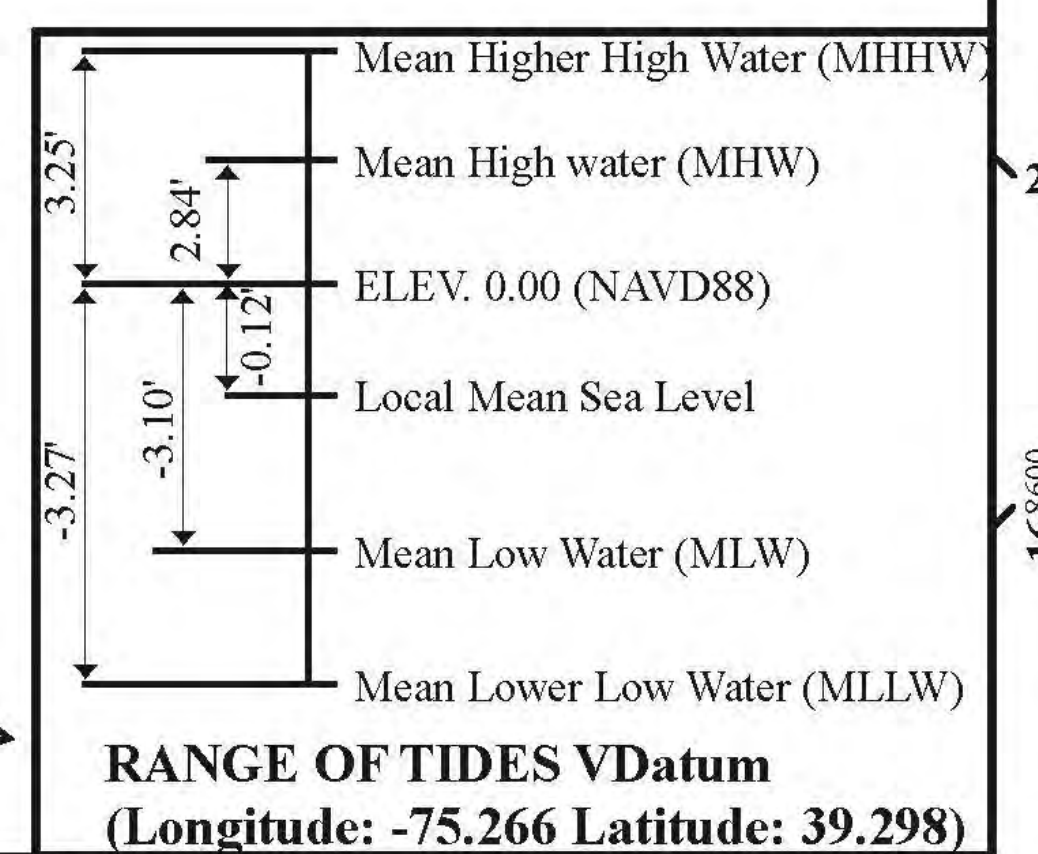 Mean Higher High Water (MHHW)
3.25'
Mean High water (MHW)
2.84'
ELEV. 0.00 (NAVD88)
-0.12'
Local Mean Sea Level
-3.10'
-3.27'
Mean Low Water (MLW)
Mean Lower Low Water (MLLW)
RANGE OF TIDES VDatum
(Longitude: -75.266 Latitude: 39.298)
2
8600